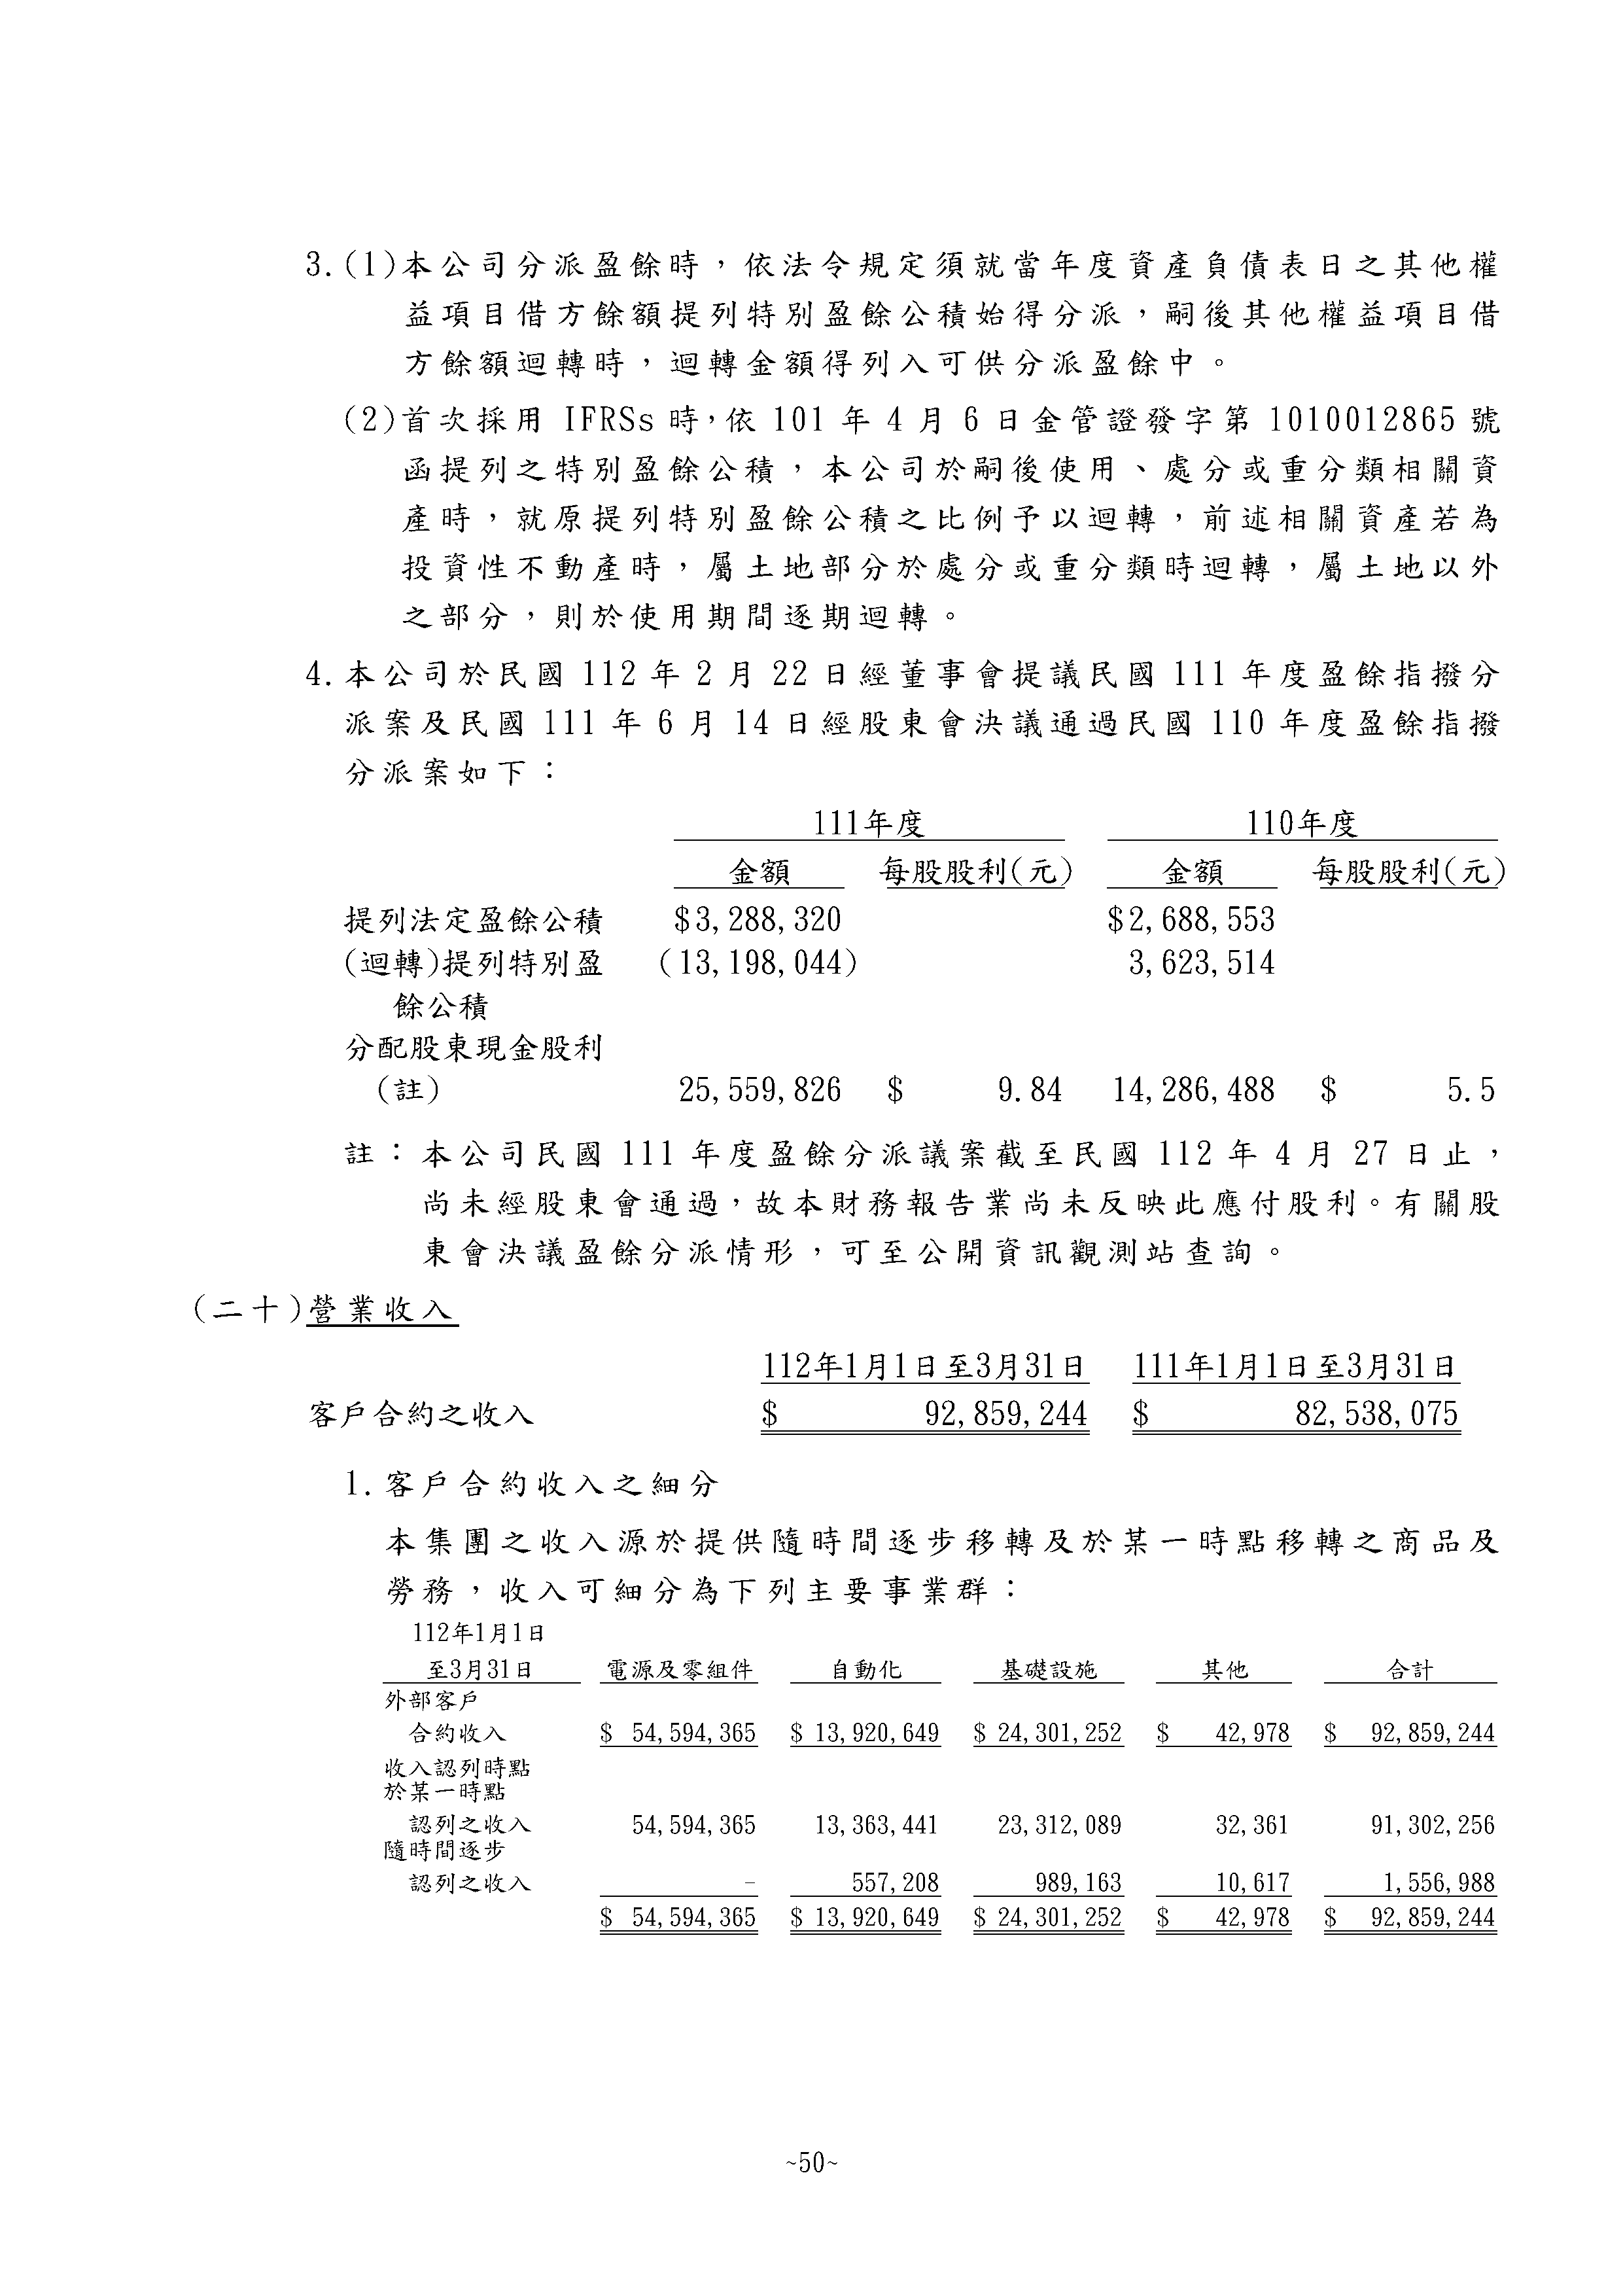 3.(1)本公司分派盈餘時，依法令規定須就當年度資產負債表日之其他權
益項目借方餘額提列特別盈餘公積始得分派，嗣後其他權益項目借
方餘額迴轉時，迴轉金額得列入可供分派盈餘中。
(2)首次採用 IFRSs 時，依 101 年 4 月 6 日金管證發字第 1010012865 號
函提列之特別盈餘公積，本公司於嗣後使用、處分或重分類相關資
產時，就原提列特別盈餘公積之比例予以迴轉，前述相關資產若為
投資性不動產時，屬土地部分於處分或重分類時迴轉，屬土地以外
之部分，則於使用期間逐期迴轉。
4.本公司於民國 112 年 2 月 22 日經董事會提議民國 111 年度盈餘指撥分
派案及民國 111 年 6 月 14 日經股東會決議通過民國 110 年度盈餘指撥
分派案如下：
111年度 110年度
金額 每股股利(元) 金額 每股股利(元)
提列法定盈餘公積 $3,288,320 $2,688,553
(迴轉)提列特別盈 (13,198,044) 3,623,514
餘公積
分配股東現金股利
(註) 25,559,826 $ 9.84 14,286,488 $ 5.5
註：本公司民國 111 年度盈餘分派議案截至民國 112 年 4 月 27 日止，
尚未經股東會通過，故本財務報告業尚未反映此應付股利。有關股
東會決議盈餘分派情形，可至公開資訊觀測站查詢。
(二十)營業收入
112年1月1日至3月31日 111年1月1日至3月31日
客戶合約之收入 $ 92,859,244 $ 82,538,075
1.客戶合約收入之細分
本集團之收入源於提供隨時間逐步移轉及於某一時點移轉之商品及
勞務，收入可細分為下列主要事業群：
112年1月1日
至3月31日 電源及零組件 自動化 基礎設施 其他 合計
外部客戶
合約收入 $ 54,594,365 $ 13,920,649 $ 24,301,252 $ 42,978 $ 92,859,244
收入認列時點
於某一時點
認列之收入 54,594,365 13,363,441 23,312,089 32,361 91,302,256
隨時間逐步
認列之收入 - 557,208 989,163 10,617 1,556,988
$ 54,594,365 $ 13,920,649 $ 24,301,252 $ 42,978 $ 92,859,244
~50~